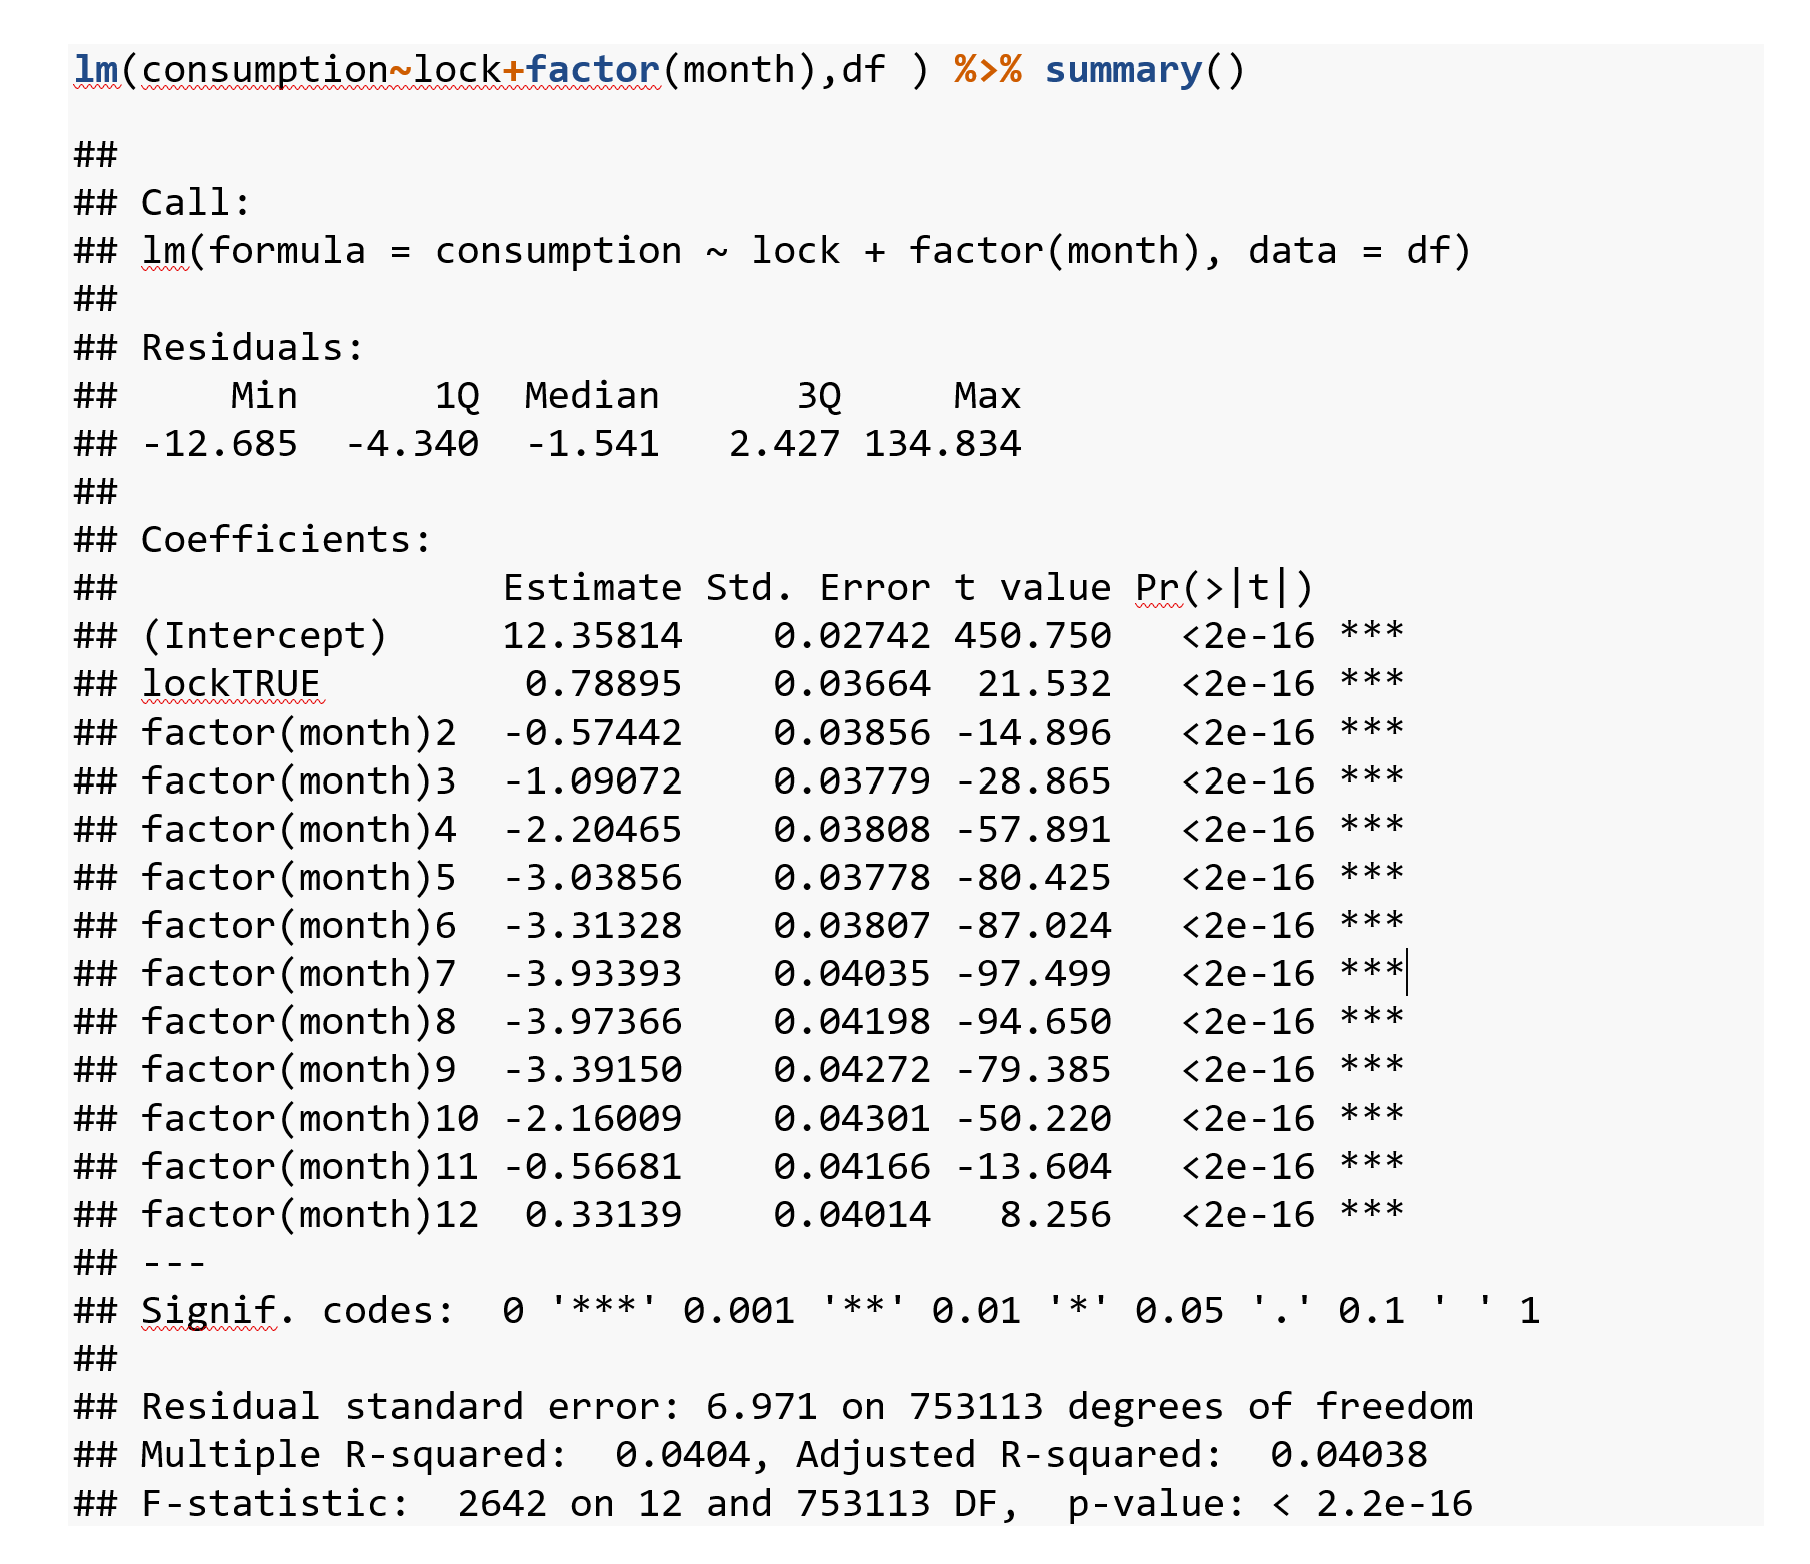 lm(consumption~lock+factor(month),df ) %>% summary()
##
## Call:
## lm(formula = consumption ~ lock + factor(month), data = df)
##
## Residuals:
##     Min      1Q  Median      3Q     Max
## -12.685  -4.340  -1.541   2.427 134.834
##
## Coefficients:
##                 Estimate Std. Error t value Pr(>|t|)
## (Intercept)     12.35814    0.02742 450.750   <2e-16 ***
## lockTRUE         0.78895    0.03664  21.532   <2e-16 ***
## factor(month)2  -0.57442    0.03856 -14.896   <2e-16 ***
## factor(month)3  -1.09072    0.03779 -28.865   <2e-16 ***
## factor(month)4  -2.20465    0.03808 -57.891   <2e-16 ***
## factor(month)5  -3.03856    0.03778 -80.425   <2e-16 ***
## factor(month)6  -3.31328    0.03807 -87.024   <2e-16 ***
## factor(month)7  -3.93393    0.04035 -97.499   <2e-16 ***
## factor(month)8  -3.97366    0.04198 -94.650   <2e-16 ***
## factor(month)9  -3.39150    0.04272 -79.385   <2e-16 ***
## factor(month)10 -2.16009    0.04301 -50.220   <2e-16 ***
## factor(month)11 -0.56681    0.04166 -13.604   <2e-16 ***
## factor(month)12  0.33139    0.04014   8.256   <2e-16 ***
## ---
## Signif. codes:  0 '***' 0.001 '**' 0.01 '*' 0.05 '.' 0.1 ' ' 1
##
## Residual standard error: 6.971 on 753113 degrees of freedom
## Multiple R-squared:  0.0404, Adjusted R-squared:  0.04038
## F-statistic:  2642 on 12 and 753113 DF,  p-value: < 2.2e-16